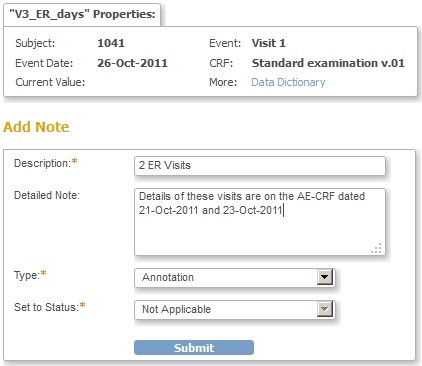 "V3_ER_days" Properties:
Subject: 1041 Event: Visit 1
Event Date: 26-Oct-2011 CRF: Standard examination v.01
Current Value: More: Data Dictionary
Add Note
Description:* 2 ER Visits
Detailed Note: Details of these visits are on the AE-CRF dated
21-Oct-2011 and 23-Oct-2011
Type:* Annotation
Set to Status:* Not Applicable
Submit